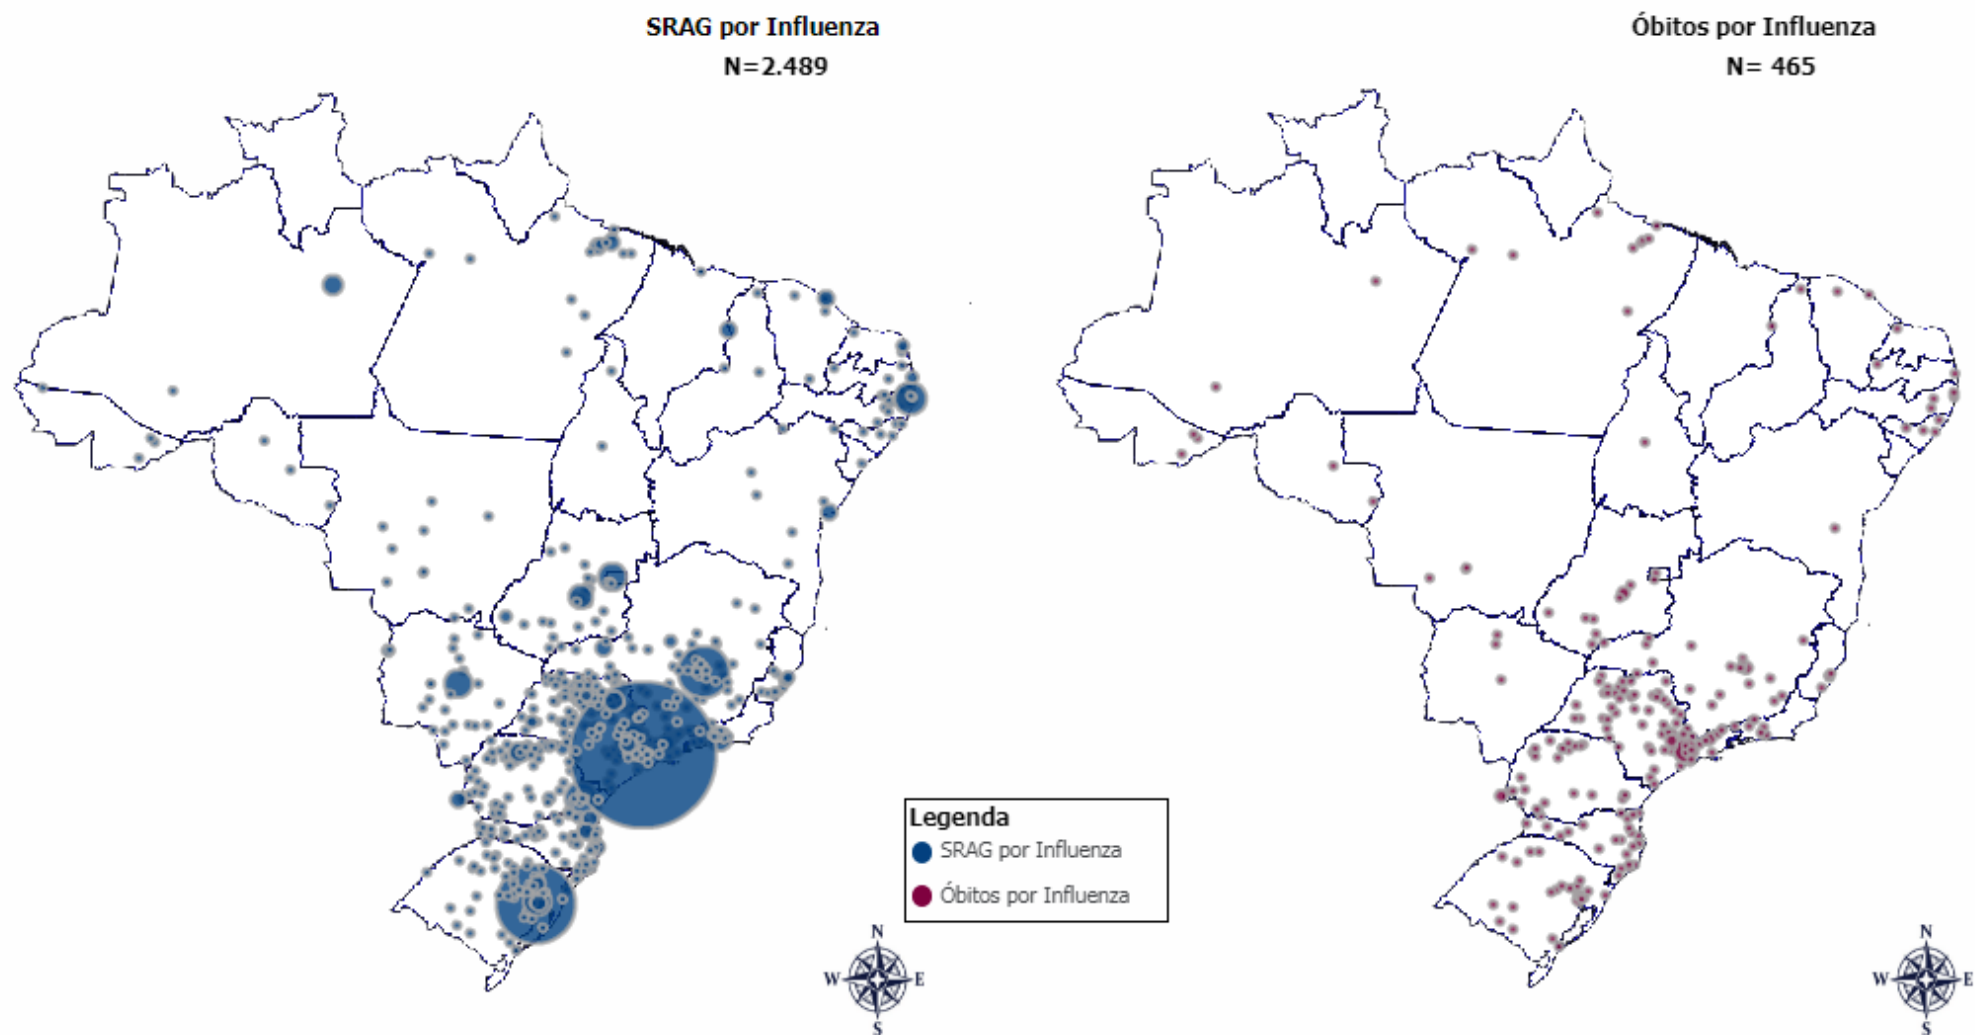 SRAG por Influenza
N=2.489
Óbitos por Influenza
N= 465
Legenda
SRAG por Influenza
Óbitos por Influenza
N
W E
S
N
W E
S